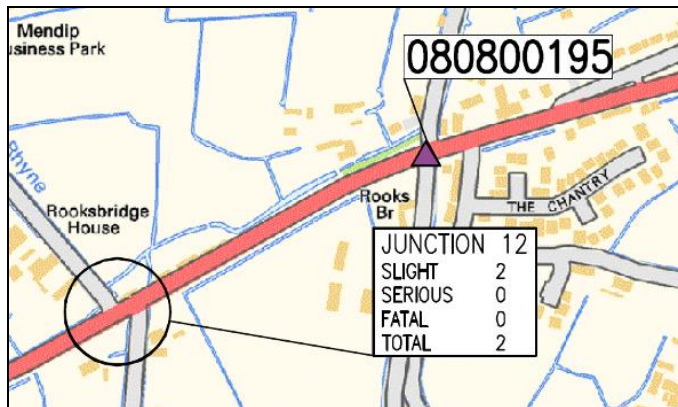 Mendip
usiness Park
080800195
Rhyne
Rooksbridge
House
Rooks
Br
THE CHANTRY
JUNCTION 12
SLIGHT 2
SERIOUS 0
FATAL 0
TOTAL 2